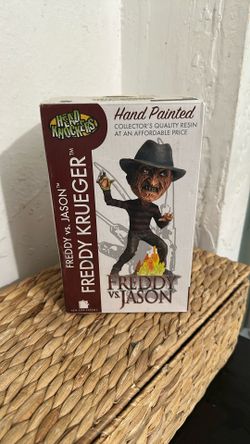 HEAD
KNOCKERS
Hand Painted
COLLECTOR'S QUALITY RESIN
AT AN AFFORDABLE PRICE
FREDDY vs. JASON™
FREDDY KRUEGER™
FREDDY
VS.
JASON